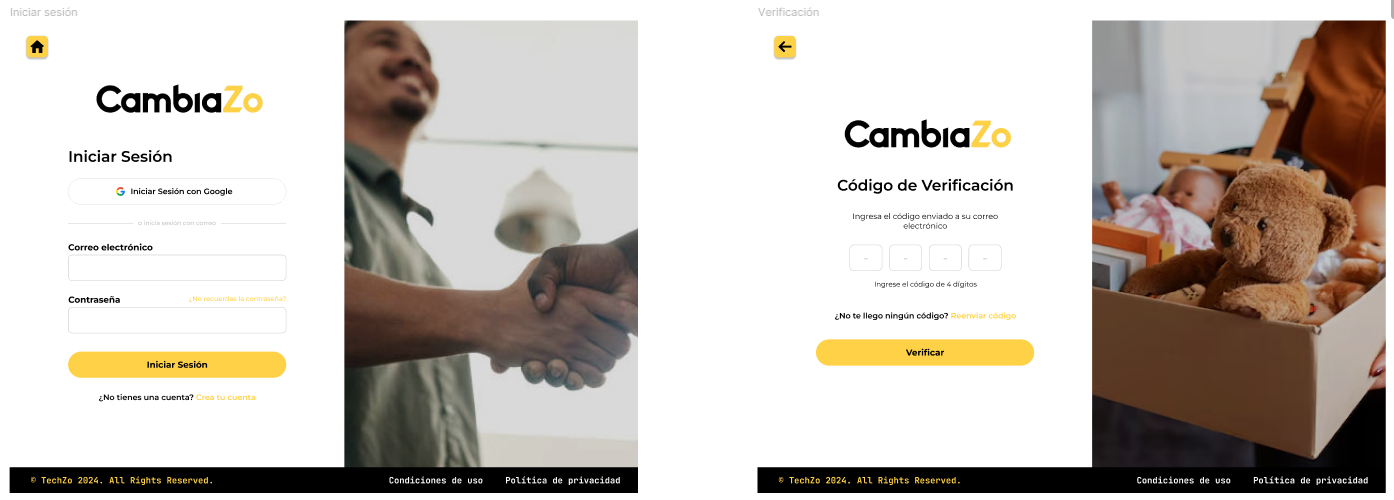 Iniciar sesión
CambiaZo
Iniciar Sesión
Iniciar Sesión con Google
o inicia sesión con correo
Correo electrónico
Contraseña
¿No recuerdas la contraseña?
Iniciar Sesión
¿No tienes una cuenta? Crea tu cuenta
© TechZo 2024. All Rights Reserved.
Condiciones de uso
Política de privacidad
Verificación
CambiaZo
Código de Verificación
Ingresa el código enviado a su correo
electrónico
- - - -
Ingrese el código de 4 dígitos
¿No te llego ningún código? Reenviar código
Verificar
© TechZo 2024. All Rights Reserved.
Condiciones de uso
Política de privacidad